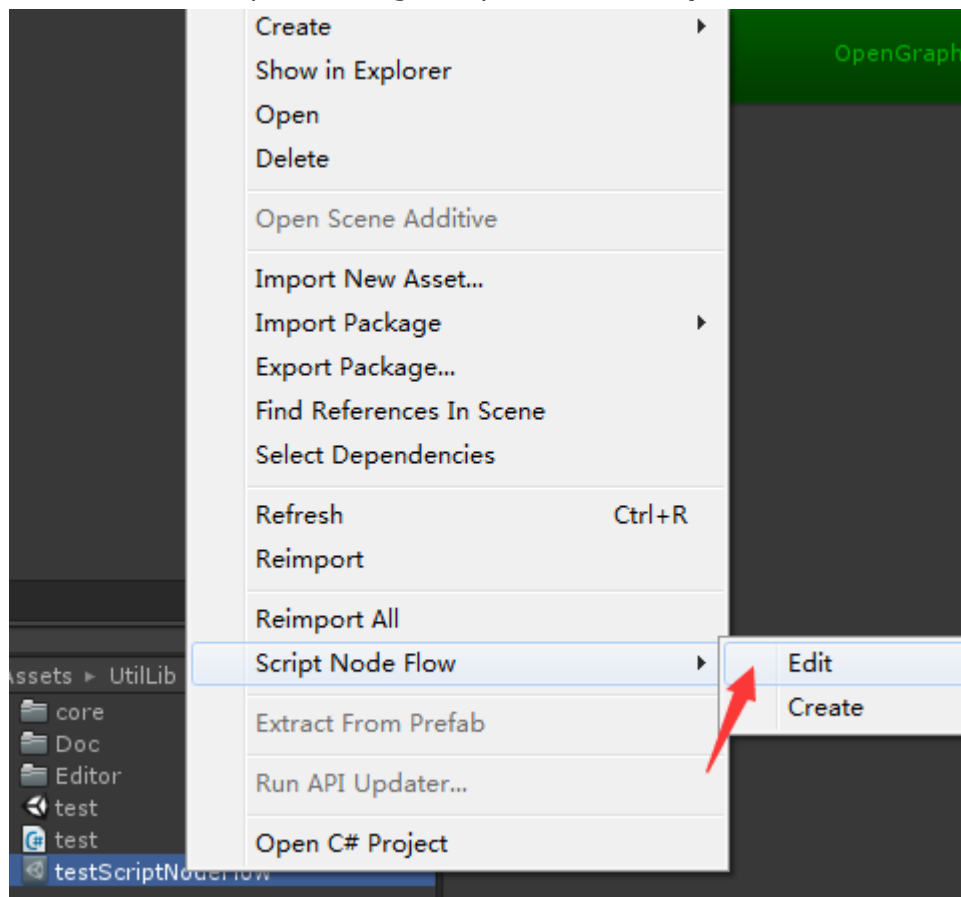 Create
OpenGraph
Show in Explorer
Open
Delete
Open Scene Additive
Import New Asset...
Import Package
Export Package...
Find References In Scene
Select Dependencies
Refresh Ctrl+R
Reimport
Reimport All
Script Node Flow
Edit
Create
Extract From Prefab
Run API Updater...
Open C# Project
Assets ▸ UtilLib
core
Doc
Editor
test
test
testScriptNodeFlow